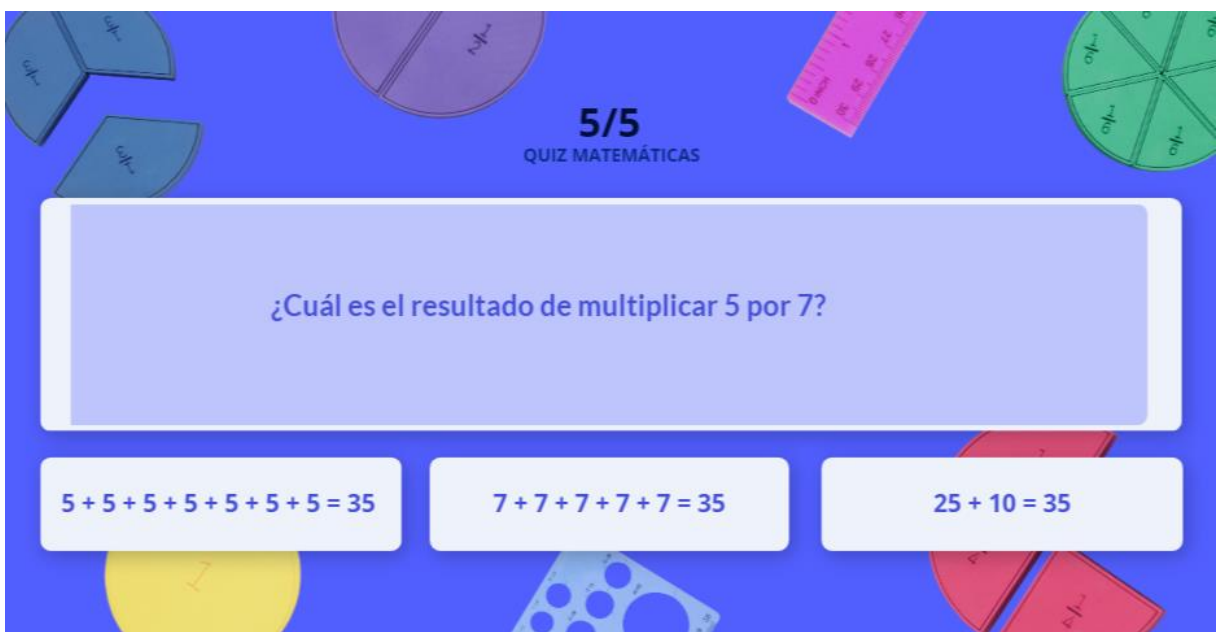 5/5
QUIZ MATEMÁTICAS
¿Cuál es el resultado de multiplicar 5 por 7?
5 + 5 + 5 + 5 + 5 + 5 + 5 = 35
7 + 7 + 7 + 7 + 7 = 35
25 + 10 = 35